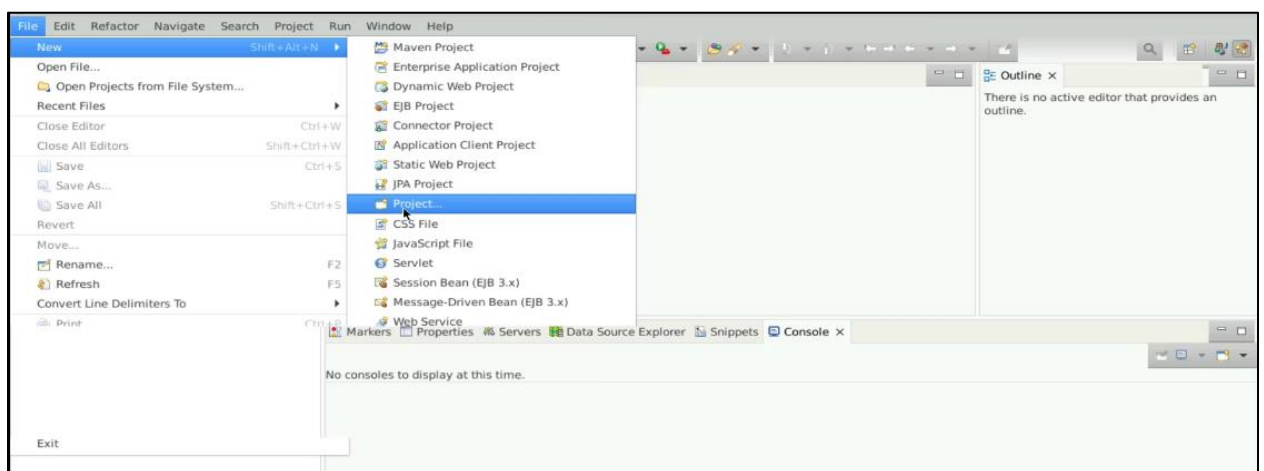 File Edit Refactor Navigate Search Project Run Window Help
New Shift+Alt+N
Open File...
Open Projects from File System...
Recent Files
Close Editor Ctrl+W
Close All Editors Shift+Ctrl+W
Save Ctrl+S
Save As...
Save All Shift+Ctrl+S
Revert
Move...
Rename... F2
Refresh F5
Convert Line Delimiters To
Print
Exit
Maven Project
Enterprise Application Project
Dynamic Web Project
EJB Project
Connector Project
Application Client Project
Static Web Project
JPA Project
Project...
CSS File
JavaScript File
Servlet
Session Bean (EJB 3.x)
Message-Driven Bean (EJB 3.x)
Web Service
Outline
There is no active editor that provides an
outline.
Markers Properties Servers Data Source Explorer Snippets Console
No consoles to display at this time.